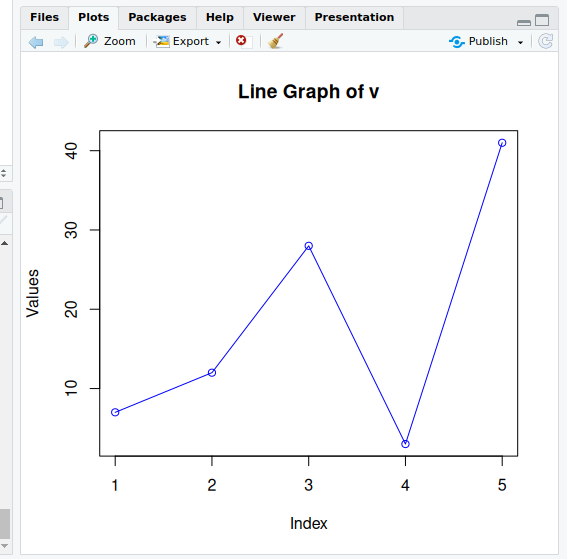 Files Plots Packages Help Viewer Presentation
Zoom Export Publish
Line Graph of v
Values
40
30
20
10
1 2 3 4 5
Index